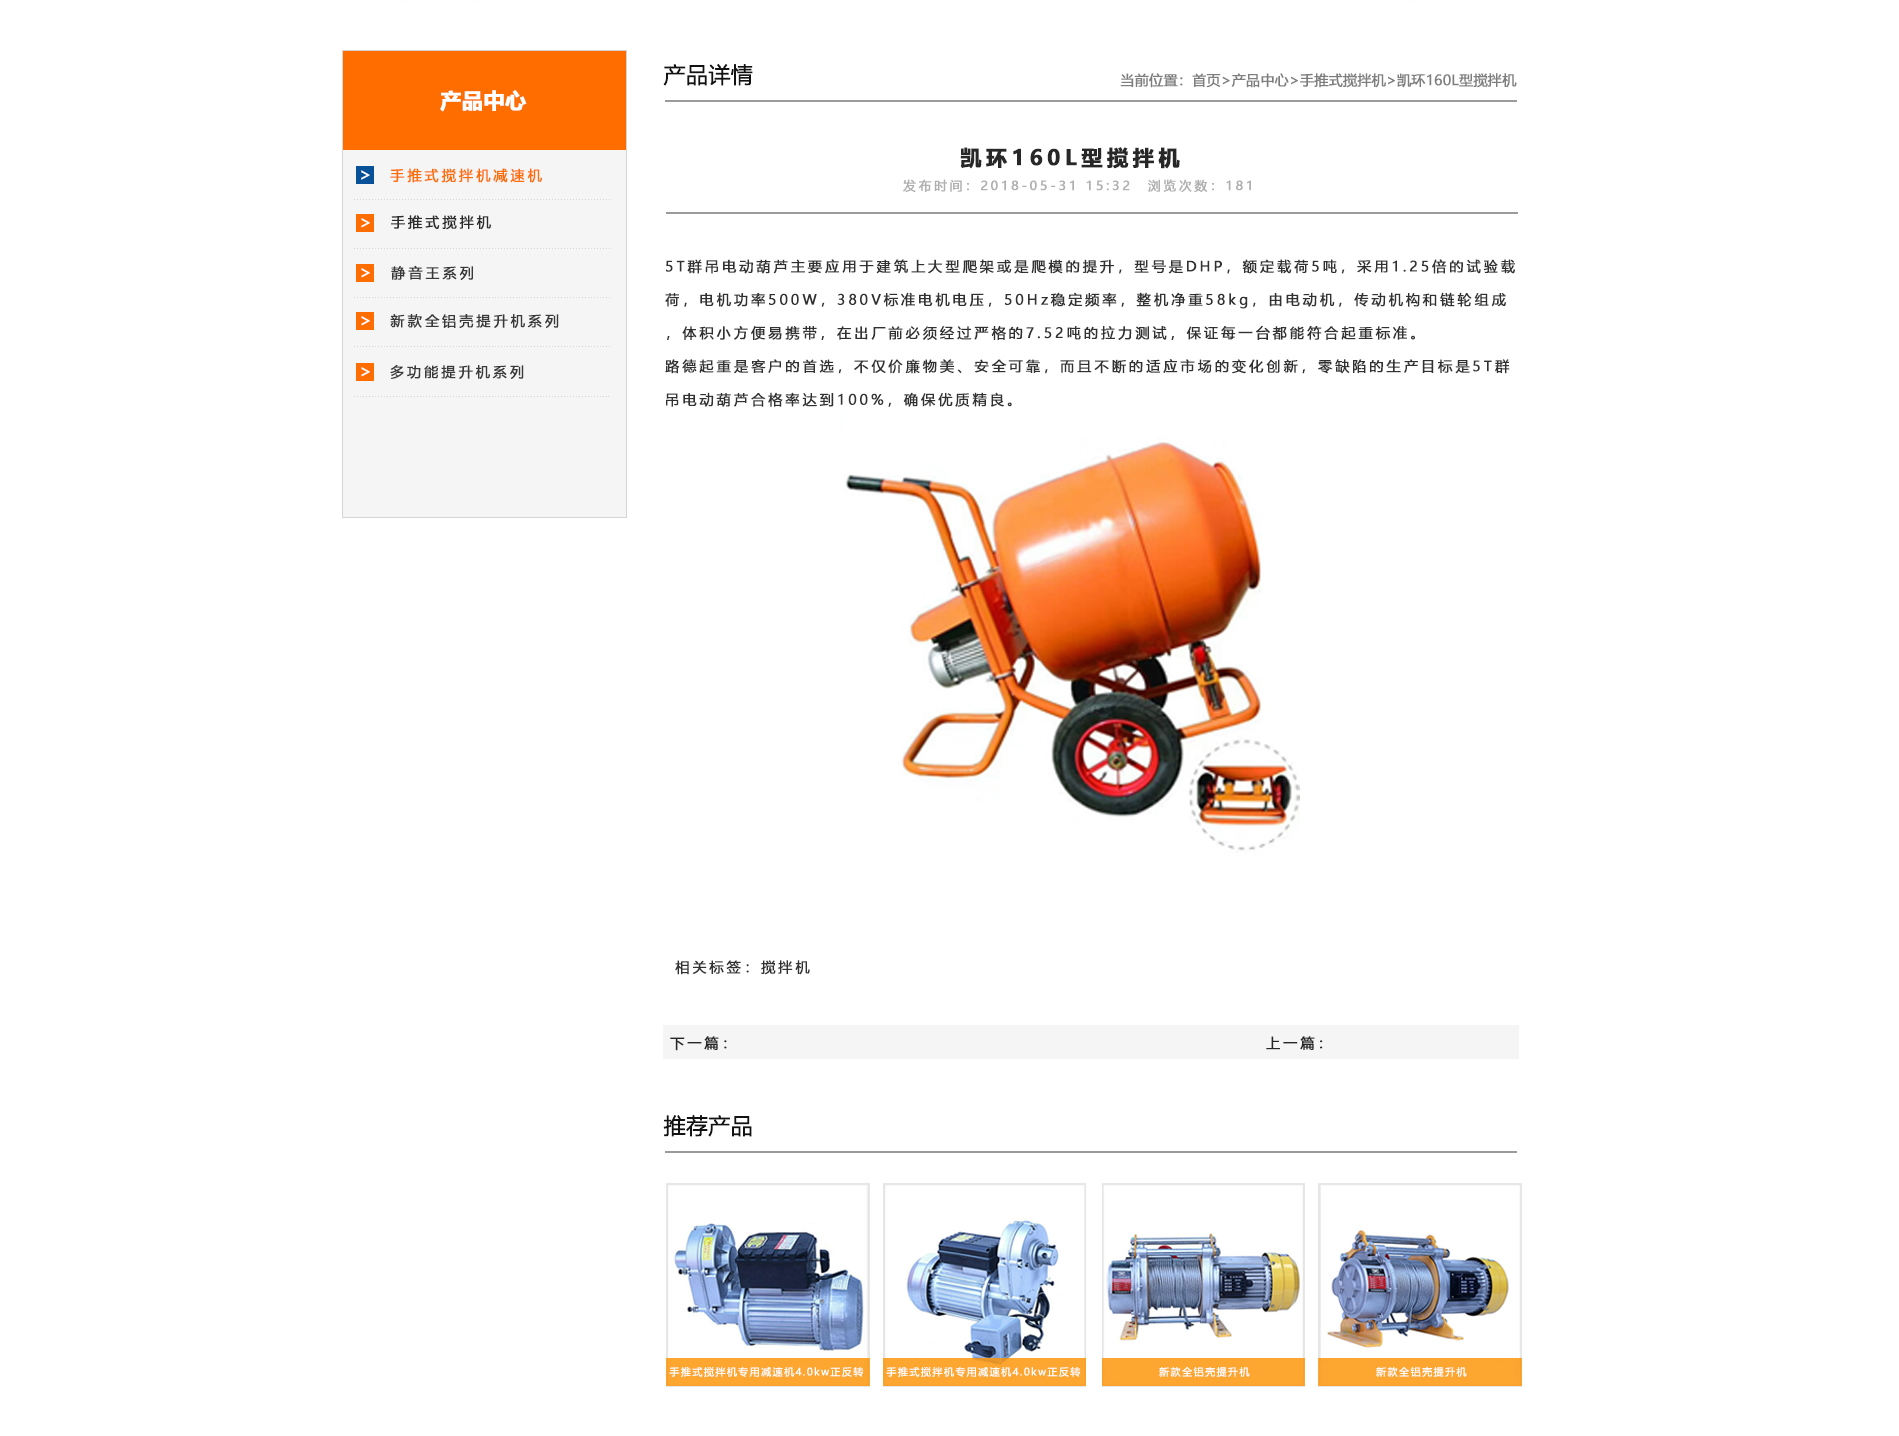 产品中心
手推式搅拌机减速机
手推式搅拌机
静音王系列
新款全铝壳提升机系列
多功能提升机系列
产品详情
当前位置：首页>产品中心>手推式搅拌机>凯环160L型搅拌机
凯环160L型搅拌机
发布时间：2018-05-31 15:32 浏览次数：181
5T群吊电动葫芦主要应用于建筑上大型爬架或是爬模的提升，型号是DHP，额定载荷5吨，采用1.25倍的试验载
荷，电机功率500W，380V标准电机电压，50Hz稳定频率，整机净重58kg，由电动机，传动机构和链轮组成
，体积小方便易携带，在出厂前必须经过严格的7.52吨的拉力测试，保证每一台都能符合起重标准。
路德起重是客户的首选，不仅价廉物美、安全可靠，而且不断的适应市场的变化创新，零缺陷的生产目标是5T群
吊电动葫芦合格率达到100%，确保优质精良。
相关标签：搅拌机
下一篇：
上一篇：
推荐产品
手推式搅拌机专用减速机4.0kw正反转
手推式搅拌机专用减速机4.0kw正反转
新款全铝壳提升机
新款全铝壳提升机